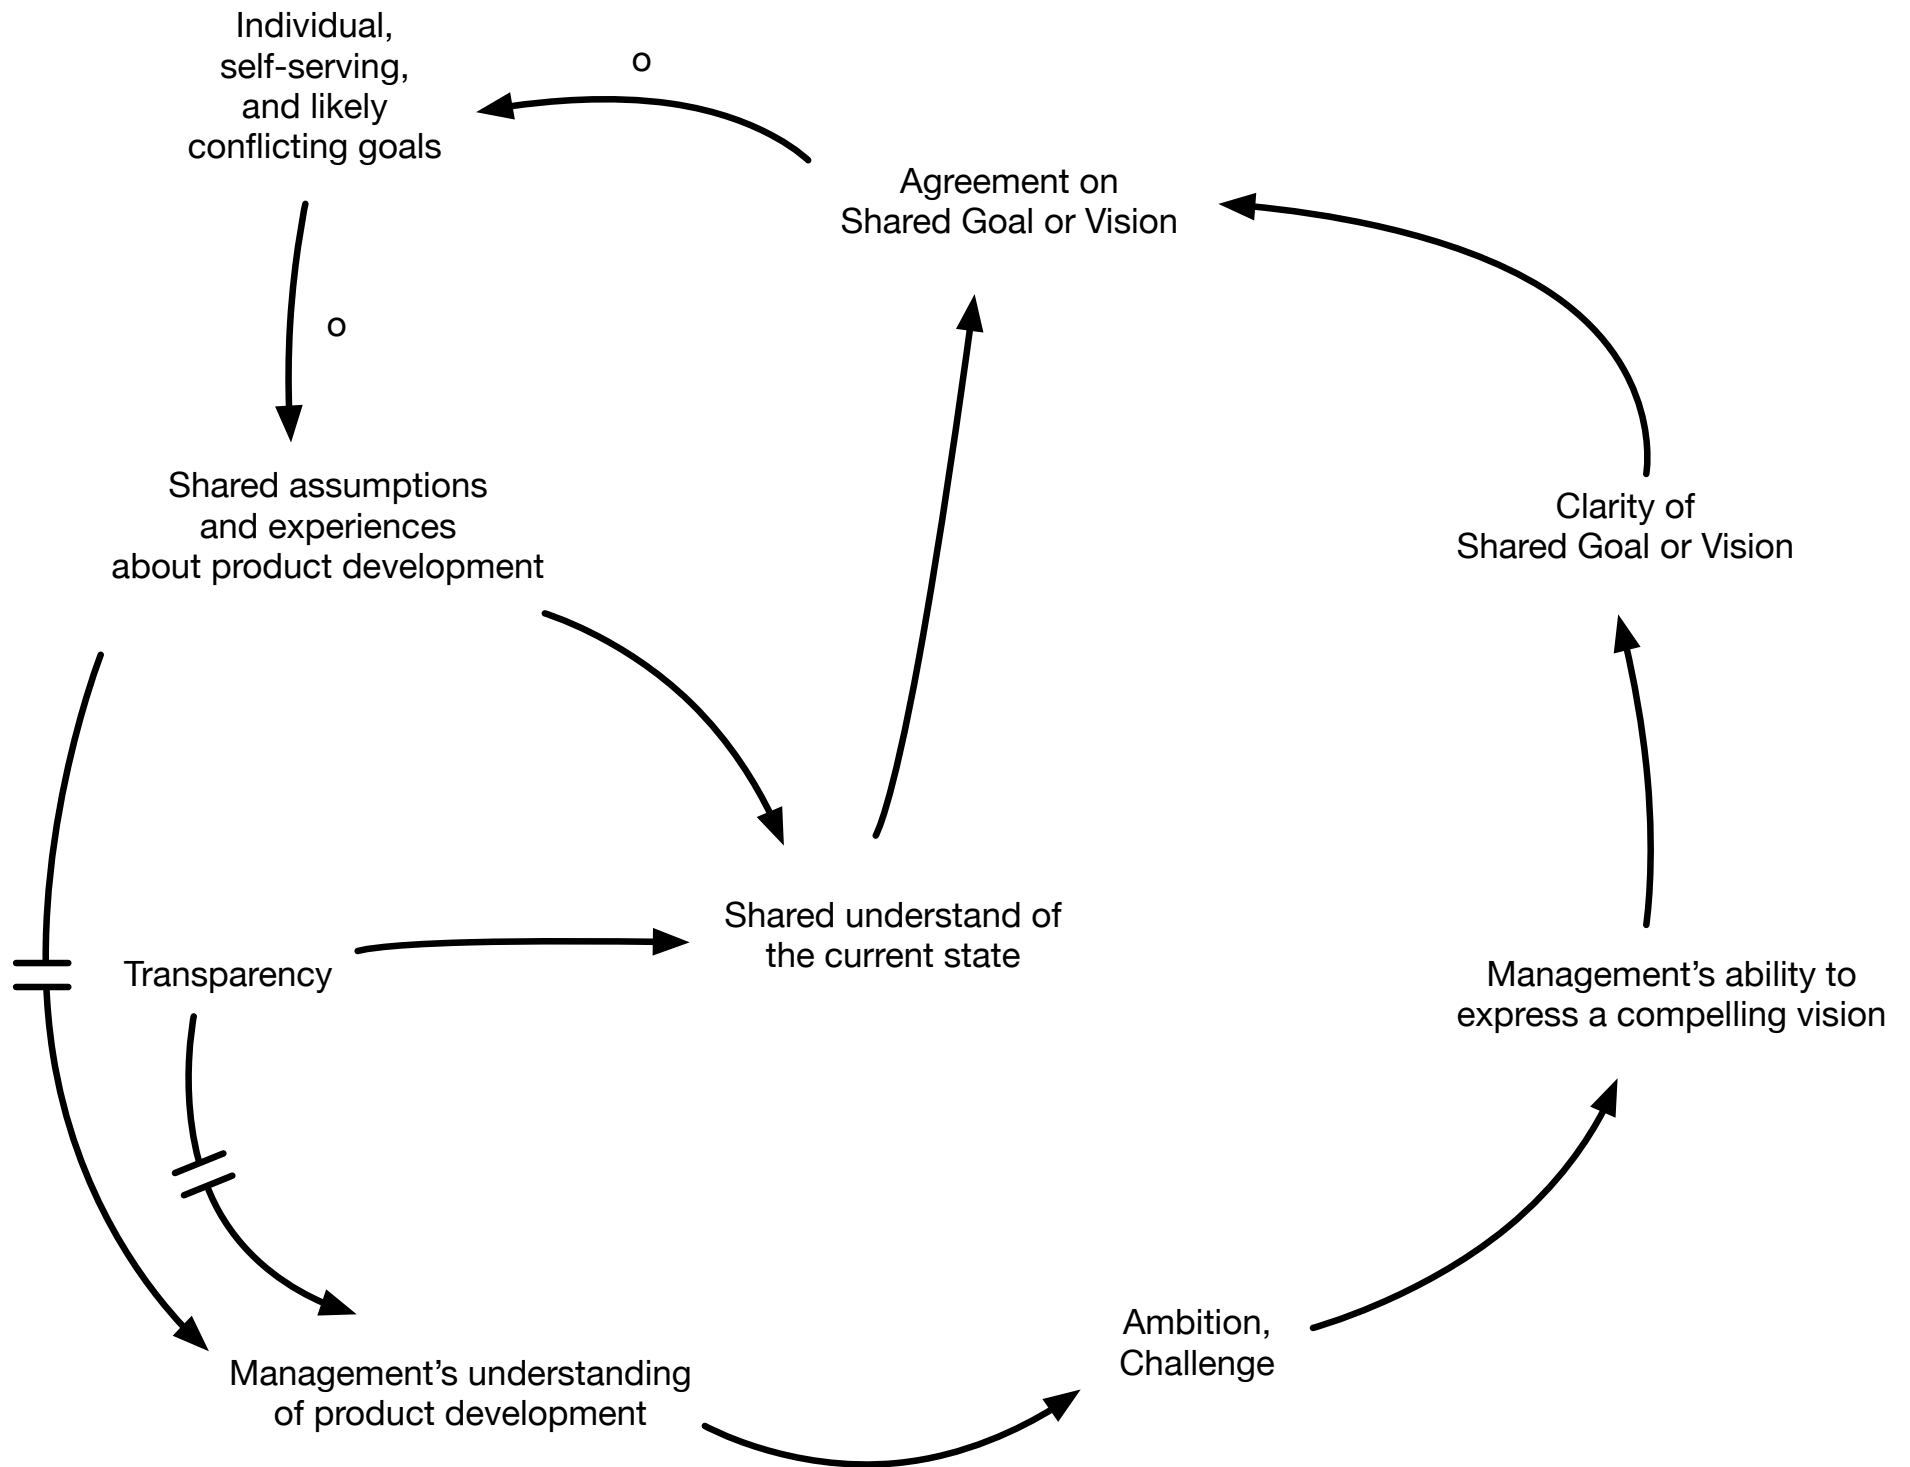 Individual,
self-serving,
and likely
conflicting goals
o
Agreement on
Shared Goal or Vision
o
Shared assumptions
and experiences
about product development
Clarity of
Shared Goal or Vision
Shared understand of
the current state
Transparency
Management’s ability to
express a compelling vision
Ambition,
Challenge
Management’s understanding
of product development